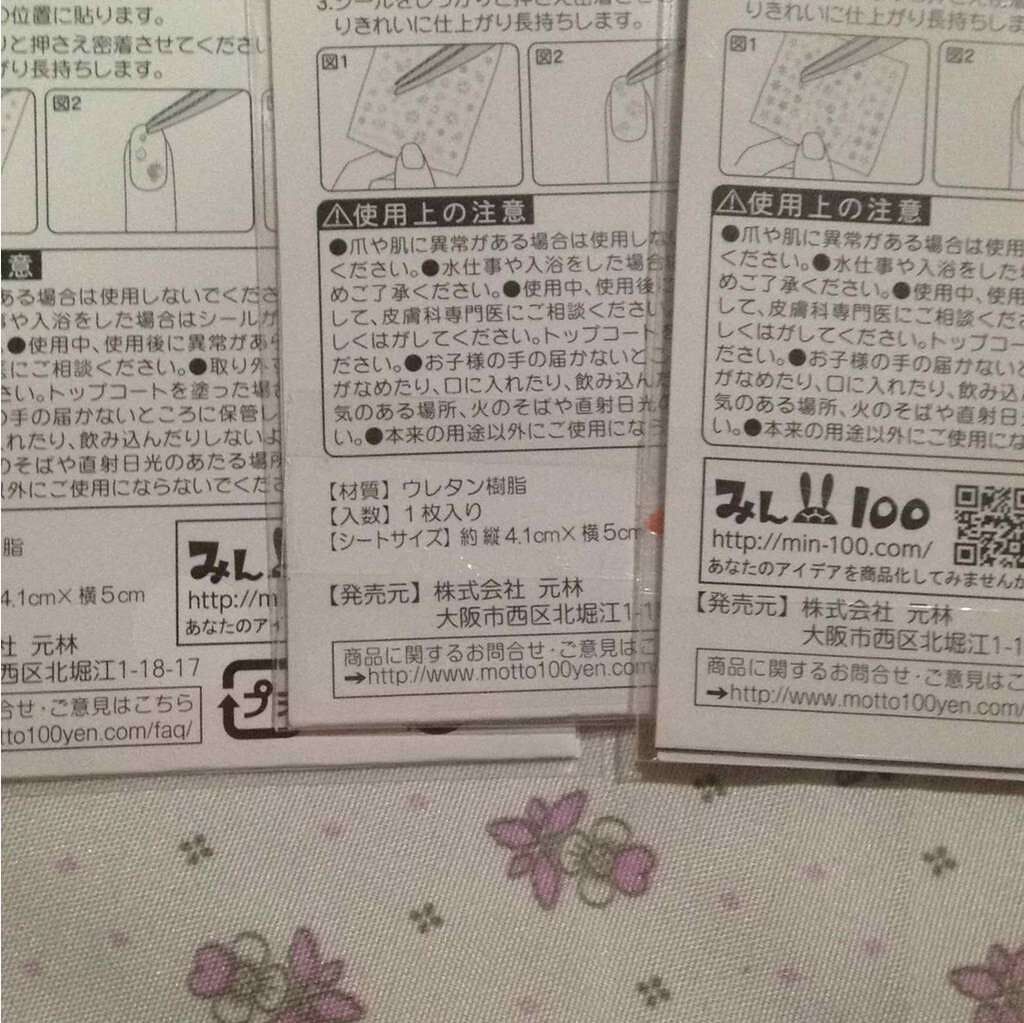 の位置に貼ります。
りと押さえ密着させてくださ
がり長持ちします。
図2
意
ある場合は使用しないでくださ
や入浴をした場合はシールが
●使用中、使用後に異常があ
にご相談ください。●取り外
さい。トップコートを塗った場
の手の届かないところに保管し
れたり、飲み込んだりしないよ
のそばや直射日光のあたる場所
以外にご使用にならないでくださ
脂
4.1cm×横5cm
社 元林
西区北堀江1-18-17
合せ・ご意見はこちら
tto100yen.com/faq/
みん
http://m
あなたのアイ
プ
りきれいに仕上がり長持ちします。
図1
図2
⚠使用上の注意
●爪や肌に異常がある場合は使用しな
ください。●水仕事や入浴をした場合
めご了承ください。●使用中、使用後
して、皮膚科専門医にご相談ください
しくはがしてください。トップコート
ださい。●お子様の手の届かないとこ
がなめたり、口に入れたり、飲み込ん
気のある場所、火のそばや直射日光
い。●本来の用途以外にご使用になら
【材質】ウレタン樹脂
【入数】1枚入り
【シートサイズ】約 縦4.1cm×横5cm
【発売元】株式会社 元林
大阪市西区北堀江1-1
商品に関するお問合せ・ご意見はこ
➔http://www.motto100yen.com
りきれいに仕上がり長持ちしま
図1
図2
⚠使用上の注意
●爪や肌に異常がある場合は使用
ください。●水仕事や入浴をした
めご了承ください。●使用中、使用
して、皮膚科専門医にご相談くださ
しくはがしてください。トップコー
ださい。●お子様の手の届かないと
がなめたり、口に入れたり、飲み込ん
気のある場所、火のそばや直射日
い。●本来の用途以外にご使用にな
みん100
http://min-100.com/
あなたのアイデアを商品化してみませんか
【発売元】株式会社 元林
大阪市西区北堀江1-1
商品に関するお問合せ・ご意見は
➔http://www.motto100yen.com/